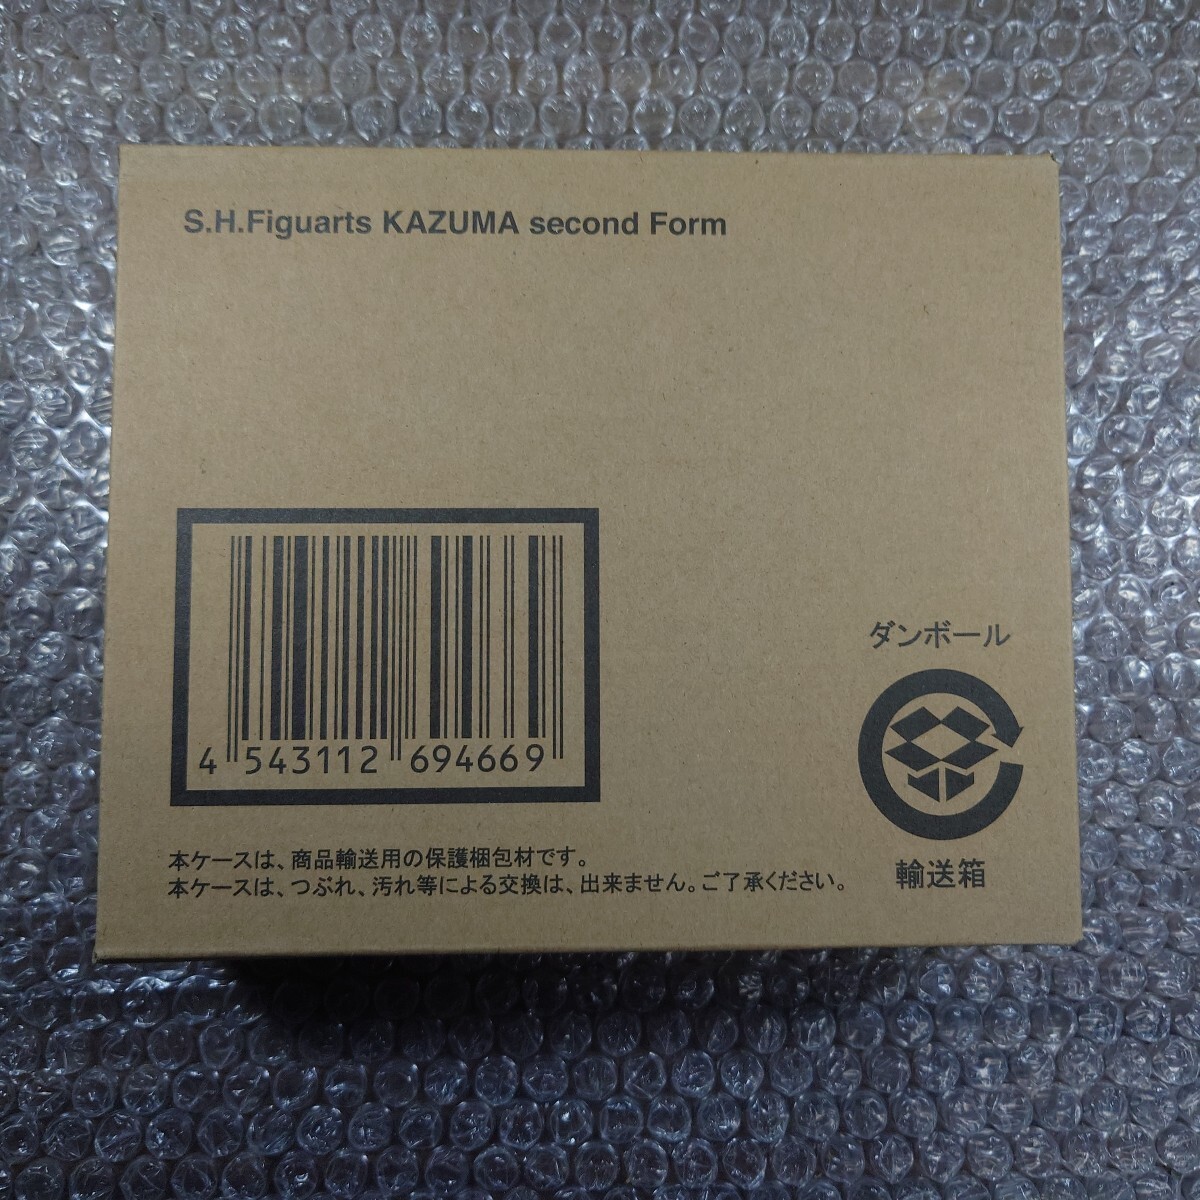 S.H.Figuarts KAZUMA second Form
4 543112 694669
ダンボール
輸送箱
本ケースは、商品輸送用の保護梱包材です。
本ケースは、つぶれ、汚れ等による交換は、出来ません。ご了承ください。